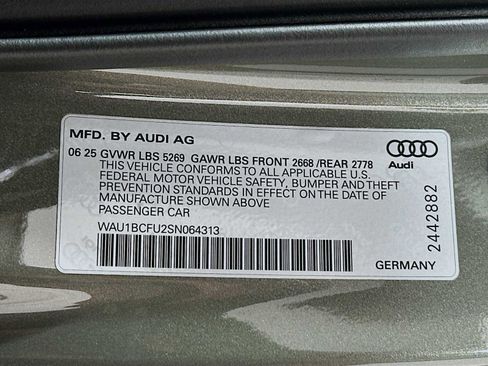 MFD. BY AUDI AG
06 25 GVWR LBS 5269 GAWR LBS FRONT 2668 /REAR 2778
THIS VEHICLE CONFORMS TO ALL APPLICABLE U.S.
FEDERAL MOTOR VEHICLE SAFETY, BUMPER AND THEFT
PREVENTION STANDARDS IN EFFECT ON THE DATE OF
MANUFACTURE SHOWN ABOVE
PASSENGER CAR
WAU1BCFU2SN064313
Audi
2442882
GERMANY